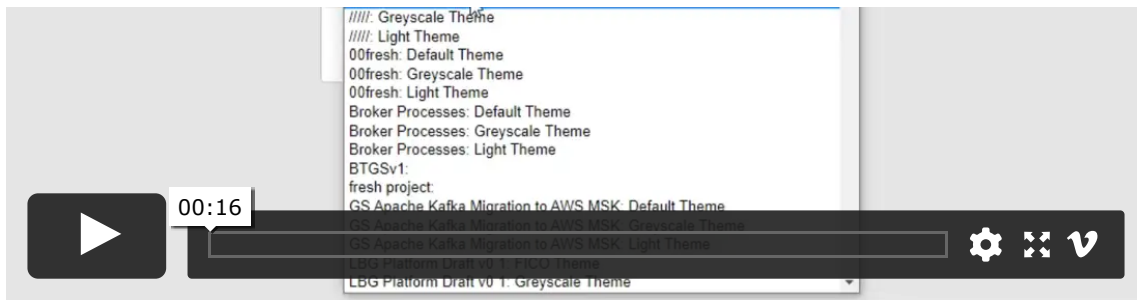 /////: Greyscale Theme
/////: Light Theme
00fresh: Default Theme
00fresh: Greyscale Theme
00fresh: Light Theme
Broker Processes: Default Theme
Broker Processes: Greyscale Theme
Broker Processes: Light Theme
BTGSv1:
fresh project:
GS Apache Kafka Migration to AWS MSK: Default Theme
00:16
GS Apache Kafka Migration to AWS MSK: Greyscale Theme
GS Apache Kafka Migration to AWS MSK: Light Theme
LBG Platform Draft v0 1: FICO Theme
LBG Platform Draft v0 1: Greyscale Theme